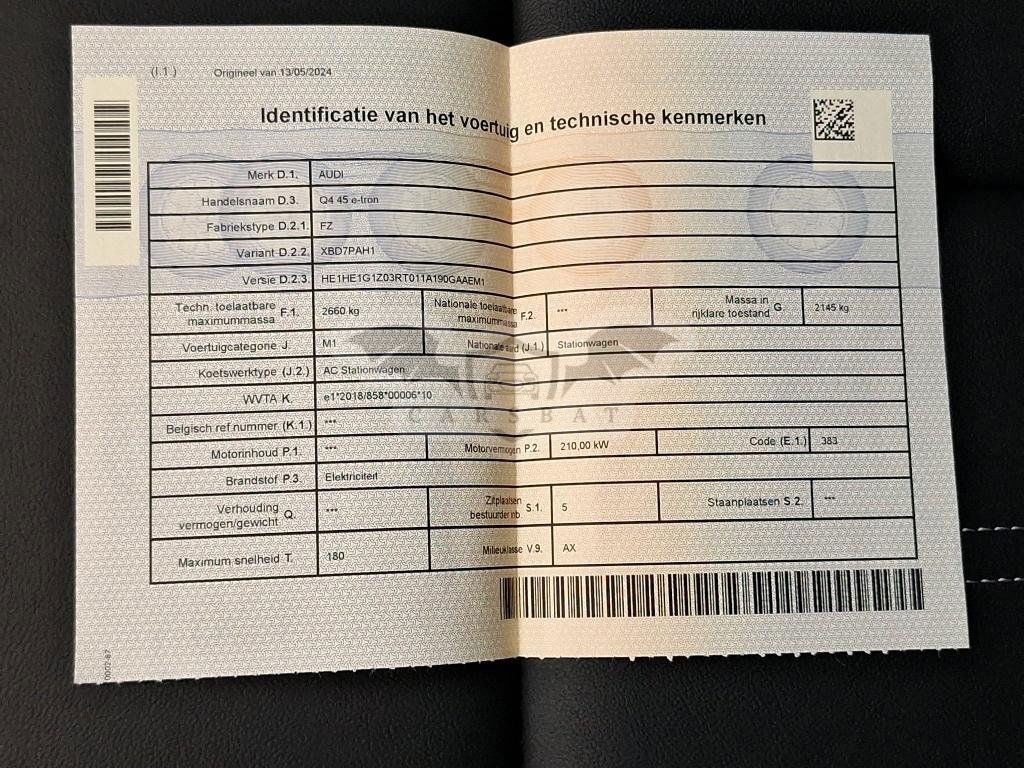 (I.1.) Origineel van 13/05/2024
Identificatie van het voertuig en technische kenmerken
Merk D.1. AUDI
Handelsnaam D.3. Q4 45 e-tron
Fabriekstype D.2.1. FZ
Variant D.2.2. XBD7PAH1
Versie D.2.3. HE1HE1G1Z03RT011A190GAAEM1
Techn. toelaatbare maximummassa F.1. 2660 kg Nationale toelaatbare maximummassa F.2. *** Massa in rijklare toestand G. 2145 kg
Voertuigcategorie J. M1 Nationale aard (J.1.) Stationwagen
Koetswerktype (J.2.) AC Stationwagen
WVTA K. e1*2018/858*00006*10
CARSBAT
Belgisch ref nummer (K.1.) ***
Motorinhoud P.1. *** Motorvermogen P.2. 210,00 kW Code (E.1.) 383
Brandstof P.3. Elektriciteit
Verhouding vermogen/gewicht Q. *** Zitplaatsen bestuurder inb. S.1. 5 Staanplaatsen S.2. ***
Maximum snelheid T. 180 Milieuklasse V.9. AX
0002-87